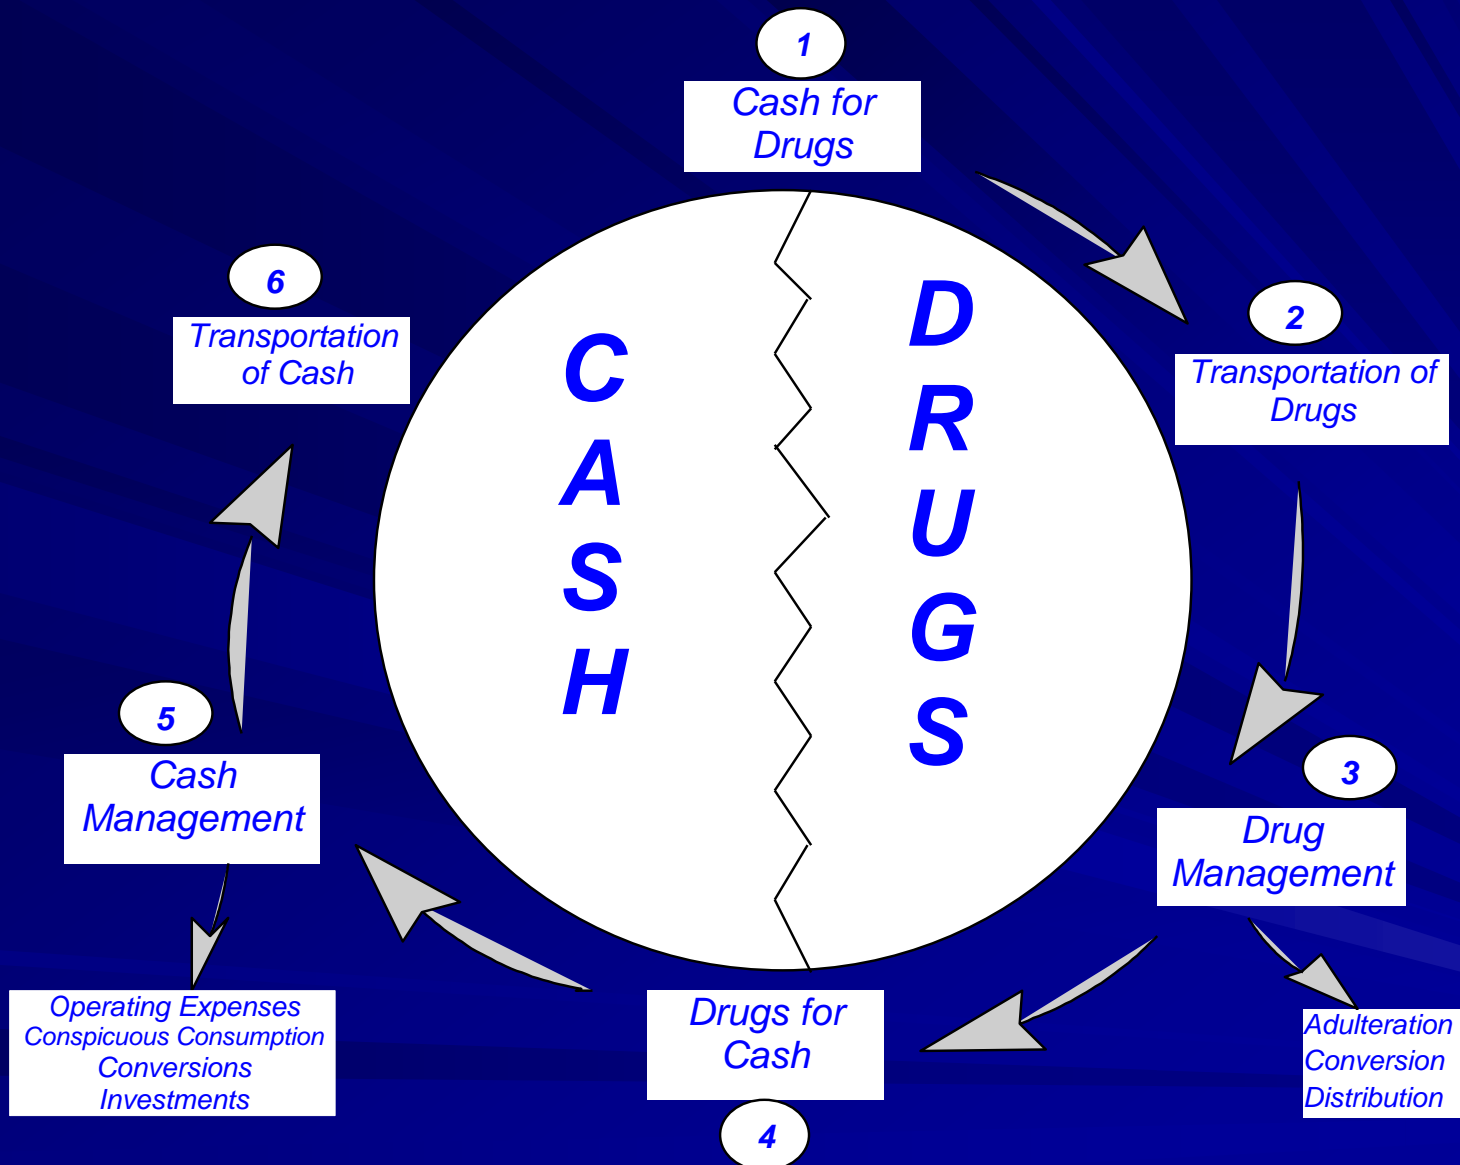 1
Cash for
Drugs
2
Transportation of
Drugs
3
Drug
Management
Adulteration
Conversion
Distribution
Drugs for
Cash
4
5
Cash
Management
Operating Expenses
Conspicuous Consumption
Conversions
Investments
6
Transportation
of Cash
C
A
S
H
D
R
U
G
S